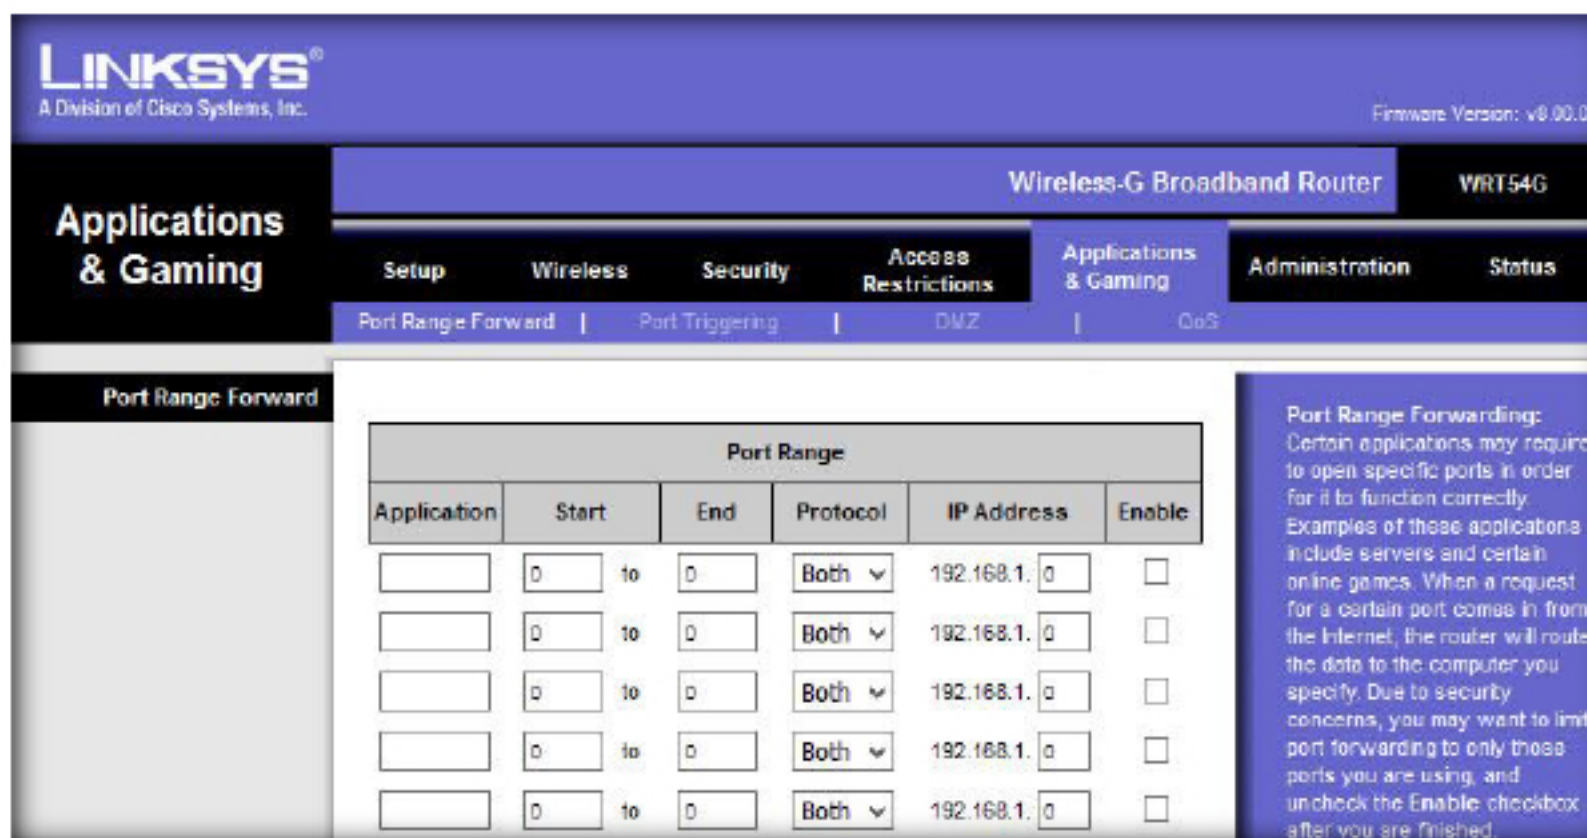 LINKSYS®
A Division of Cisco Systems, Inc.
Firmware Version: v8.00.0
Applications
& Gaming
Wireless-G Broadband Router
WRT54G
Setup
Wireless
Security
Access
Restrictions
Applications
& Gaming
Administration
Status
Port Range Forward |
Port Triggering |
DMZ |
QoS
Port Range Forward
Port Range
Application Start End Protocol IP Address Enable
0 to 0 Both 192.168.1. 0
0 to 0 Both 192.168.1. 0
0 to 0 Both 192.168.1. 0
0 to 0 Both 192.168.1. 0
0 to 0 Both 192.168.1. 0
Port Range Forwarding:
Certain applications may require
to open specific ports in order
for it to function correctly.
Examples of these applications
include servers and certain
online games. When a request
for a certain port comes in from
the Internet, the router will route
the data to the computer you
specify. Due to security
concerns, you may want to limit
port forwarding to only those
ports you are using, and
uncheck the Enable checkbox
after you are finished.